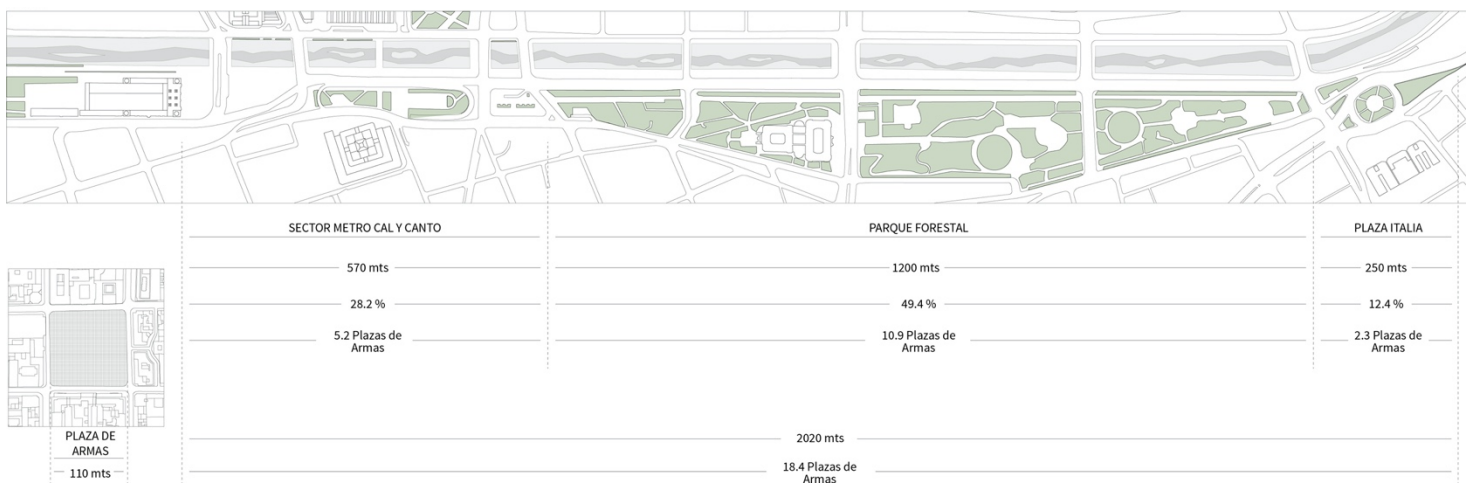 SECTOR METRO CAL Y CANTO
PARQUE FORESTAL
PLAZA ITALIA
570 mts
1200 mts
250 mts
28.2 %
49.4 %
12.4 %
5.2 Plazas de
Armas
10.9 Plazas de
Armas
2.3 Plazas de
Armas
PLAZA DE
ARMAS
110 mts
2020 mts
18.4 Plazas de
Armas